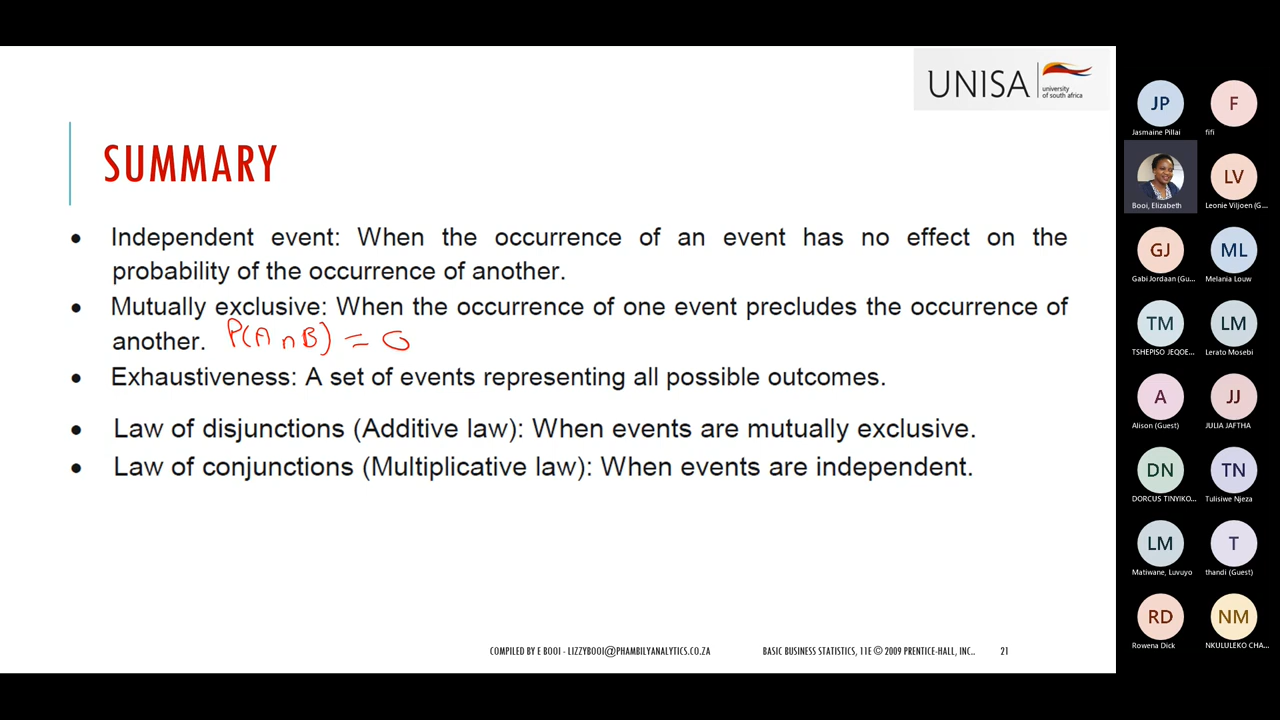 UNISA
university
of south africa
SUMMARY
• Independent event: When the occurrence of an event has no effect on the
probability of the occurrence of another.
• Mutually exclusive: When the occurrence of one event precludes the occurrence of
another. P(A∩B) = 0
• Exhaustiveness: A set of events representing all possible outcomes.
• Law of disjunctions (Additive law): When events are mutually exclusive.
• Law of conjunctions (Multiplicative law): When events are independent.
COMPILED BY E BOOI - LIZZYBOOI@PHAMBILYANALYTICS.CO.ZA
BASIC BUSINESS STATISTICS, 11E © 2009 PRENTICE-HALL, INC..
21
JP
Jasmaine Pillai
F
fifi
Booi, Elizabeth
LV
Leonie Viljoen (G...
GJ
Gabi Jordaan (Gu...
ML
Melania Louw
TM
TSHEPISO JEQOE...
LM
Lerato Mosebi
A
Alison (Guest)
JJ
JULIA JAFTHA
DN
DORCUS TINYIKO...
TN
Tulisiwe Njeza
LM
Matiwane, Luvuyo
T
thandi (Guest)
RD
Rowena Dick
NM
NKULULEKO CHA...